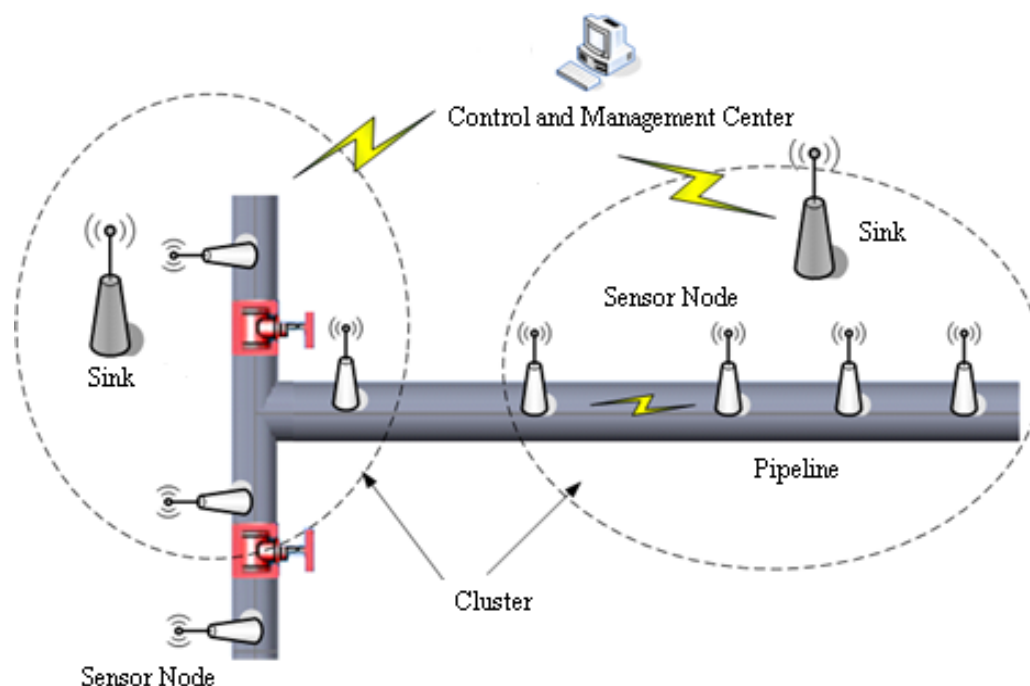 Control and Management Center
Sink
Sensor Node
Sink
Pipeline
Cluster
Sensor Node